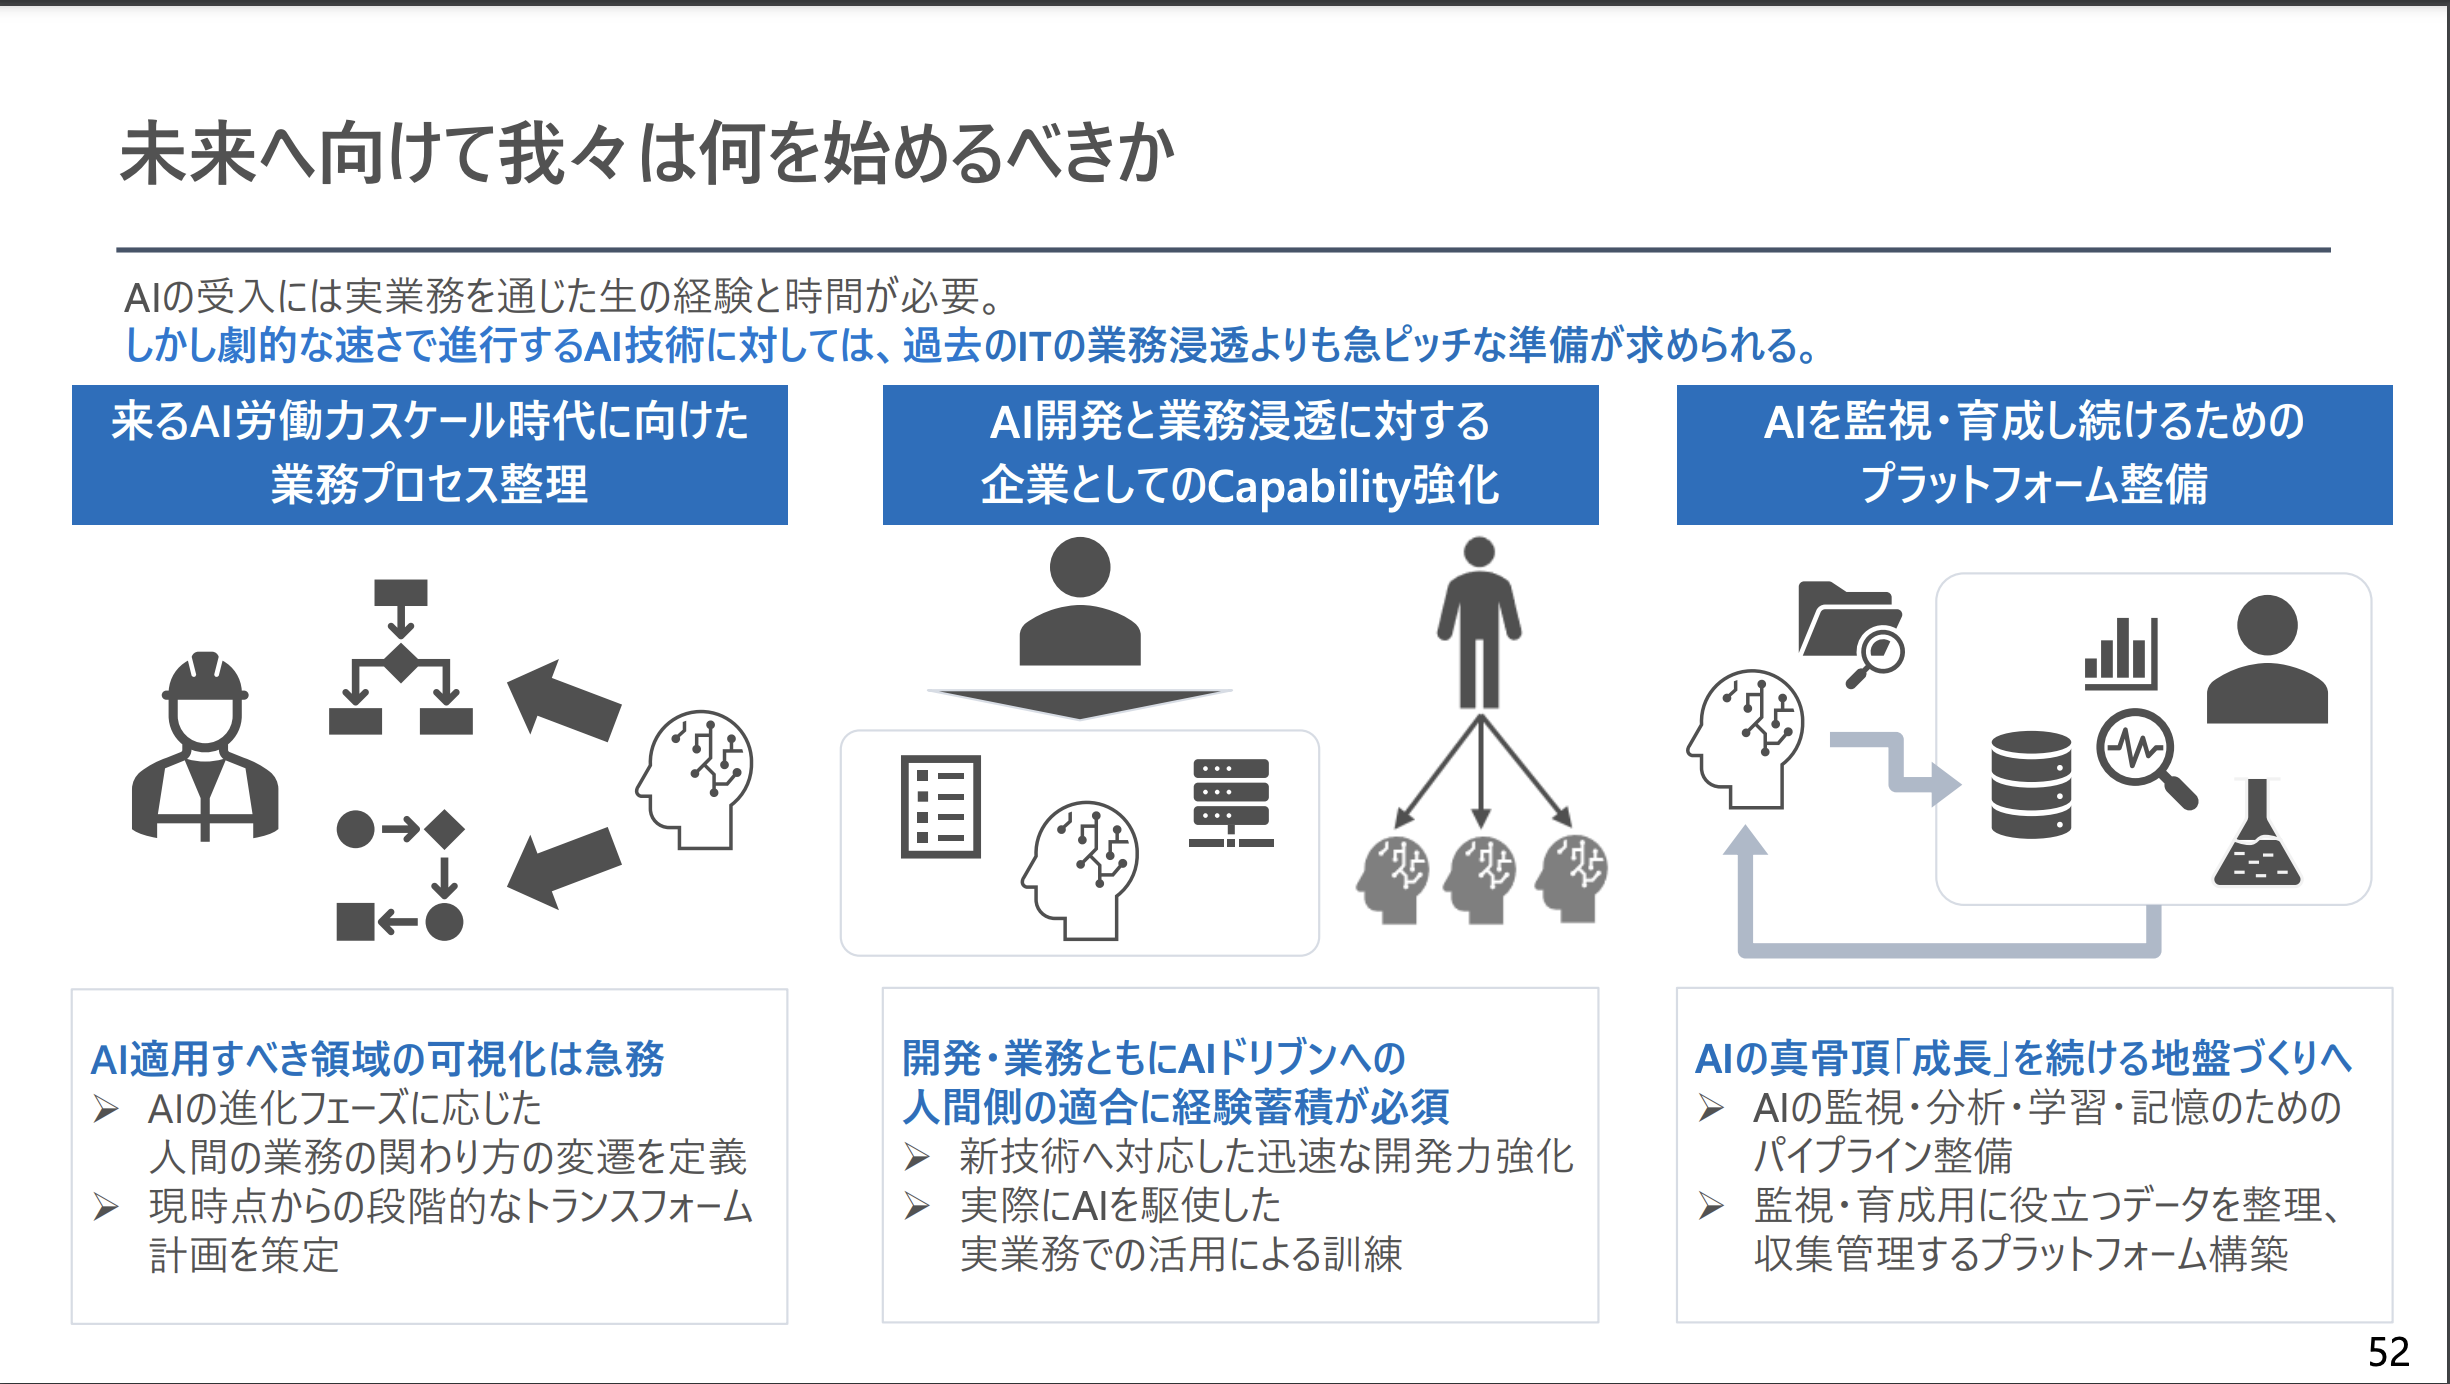 未来へ向けて我々は何を始めるべきか
AIの受入には実業務を通じた生の経験と時間が必要。
しかし劇的な速さで進行するAI技術に対しては、過去のITの業務浸透よりも急ピッチな準備が求められる。
来るAI労働力スケール時代に向けた
業務プロセス整理
AI適用すべき領域の可視化は急務
➢ AIの進化フェーズに応じた
人間の業務の関わり方の変遷を定義
➢ 現時点からの段階的なトランスフォーム
計画を策定
AI開発と業務浸透に対する
企業としてのCapability強化
開発・業務ともにAIドリブンへの
人間側の適合に経験蓄積が必須
➢ 新技術へ対応した迅速な開発力強化
➢ 実際にAIを駆使した
実業務での活用による訓練
AIを監視・育成し続けるための
プラットフォーム整備
AIの真骨頂「成長」を続ける地盤づくりへ
➢ AIの監視・分析・学習・記憶のための
パイプライン整備
➢ 監視・育成用に役立つデータを整理、
収集管理するプラットフォーム構築
52